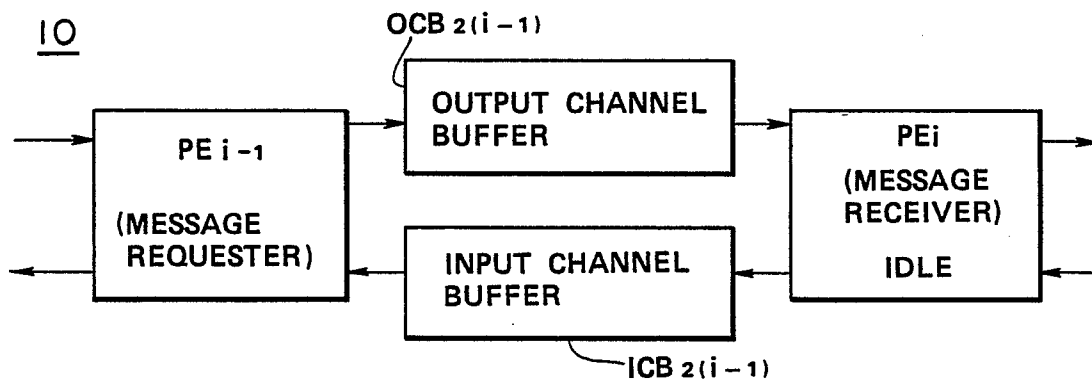 10
OCB 2(i-1)
OUTPUT CHANNEL
BUFFER
PE i-1
(MESSAGE
REQUESTER)
PEi
(MESSAGE
RECEIVER)
IDLE
INPUT CHANNEL
BUFFER
ICB 2(i-1)